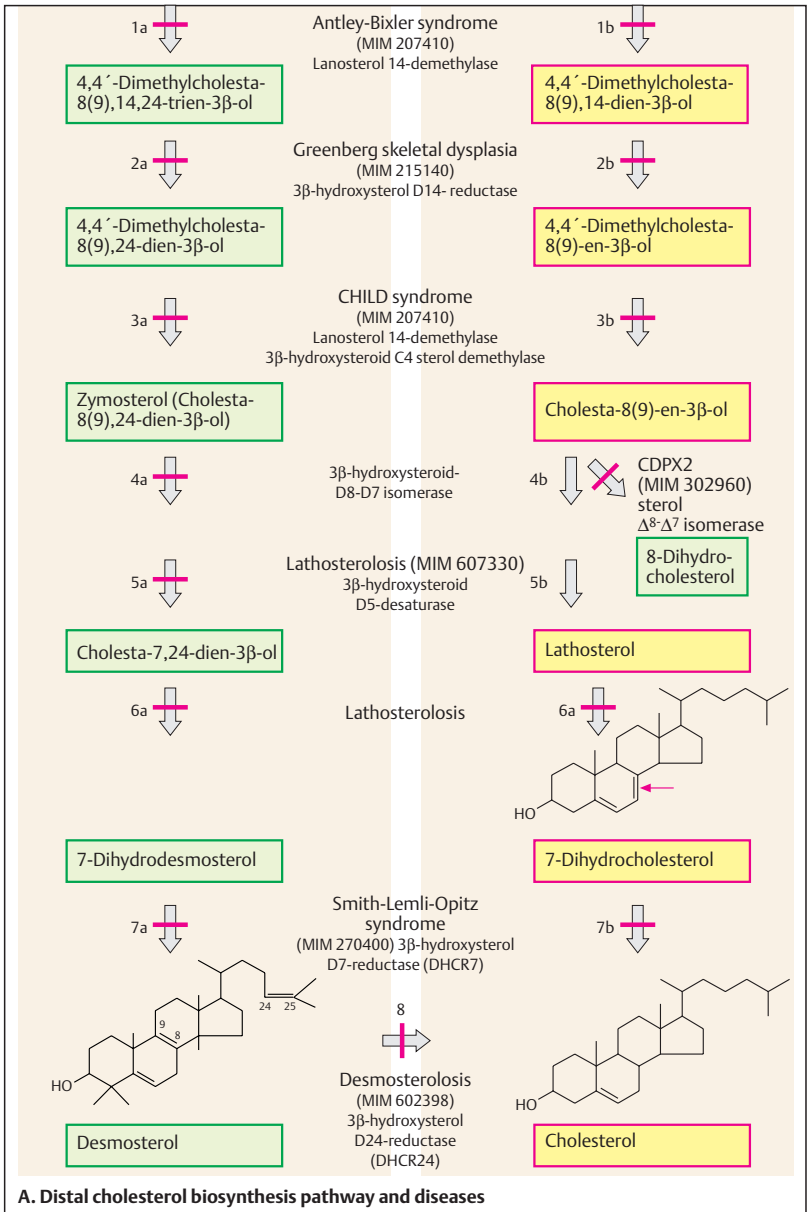 1a
Antley-Bixler syndrome
(MIM 207410)
Lanosterol 14-demethylase
1b
4,4´-Dimethylcholesta-
8(9),14,24-trien-3β-ol
4,4´-Dimethylcholesta-
8(9),14-dien-3β-ol
2a
Greenberg skeletal dysplasia
(MIM 215140)
3β-hydroxysterol D14- reductase
2b
4,4´-Dimethylcholesta-
8(9),24-dien-3β-ol
4,4´-Dimethylcholesta-
8(9)-en-3β-ol
3a
CHILD syndrome
(MIM 207410)
Lanosterol 14-demethylase
3β-hydroxysteroid C4 sterol demethylase
3b
Zymosterol (Cholesta-
8(9),24-dien-3β-ol)
Cholesta-8(9)-en-3β-ol
4a
3β-hydroxysteroid-
D8-D7 isomerase
4b
CDPX2
(MIM 302960)
sterol
Δ⁸-Δ⁷ isomerase
8-Dihydro-
cholesterol
5a
Lathosterolosis (MIM 607330)
3β-hydroxysteroid
D5-desaturase
5b
Cholesta-7,24-dien-3β-ol
Lathosterol
6a
Lathosterolosis
6a
HO
7-Dihydrodesmosterol
7-Dihydrocholesterol
7a
Smith-Lemli-Opitz
syndrome
(MIM 270400) 3β-hydroxysterol
D7-reductase (DHCR7)
7b
24 25
9
8
HO
8
Desmosterolosis
(MIM 602398)
3β-hydroxysterol
D24-reductase
(DHCR24)
HO
Desmosterol
Cholesterol
A. Distal cholesterol biosynthesis pathway and diseases